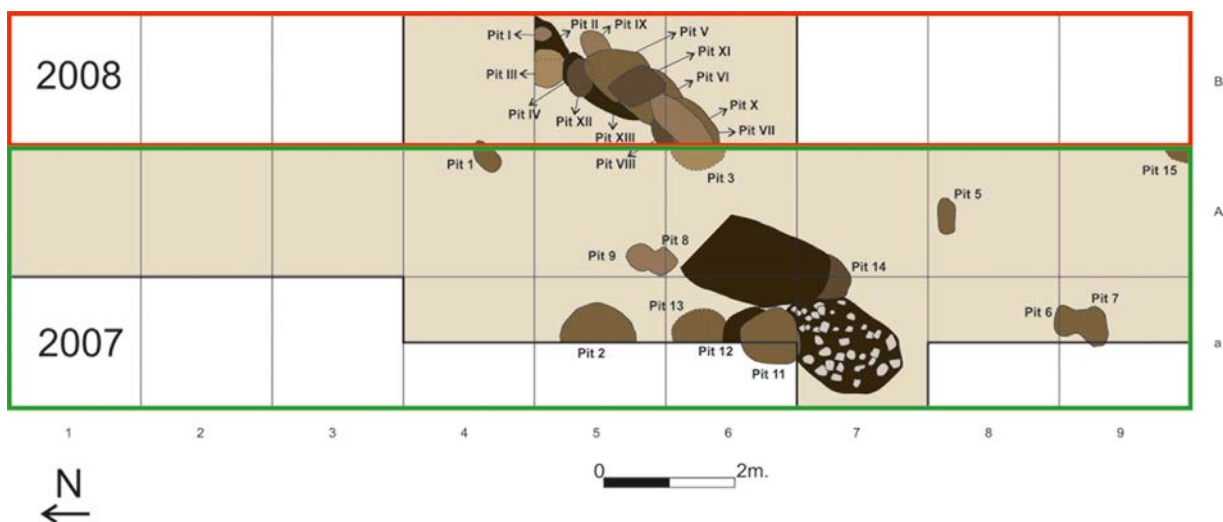 2008
Pit I
Pit II
Pit IX
Pit V
Pit XI
Pit III
Pit VI
Pit IV
Pit X
Pit XII
Pit VII
Pit XIII
B
Pit 1
Pit VIII
Pit 3
Pit 15
Pit 5
A
Pit 9
Pit 8
Pit 14
2007
Pit 13
Pit 6
Pit 7
Pit 2
Pit 12
Pit 11
a
1 2 3 4 5 6 7 8 9
N
0 2m.